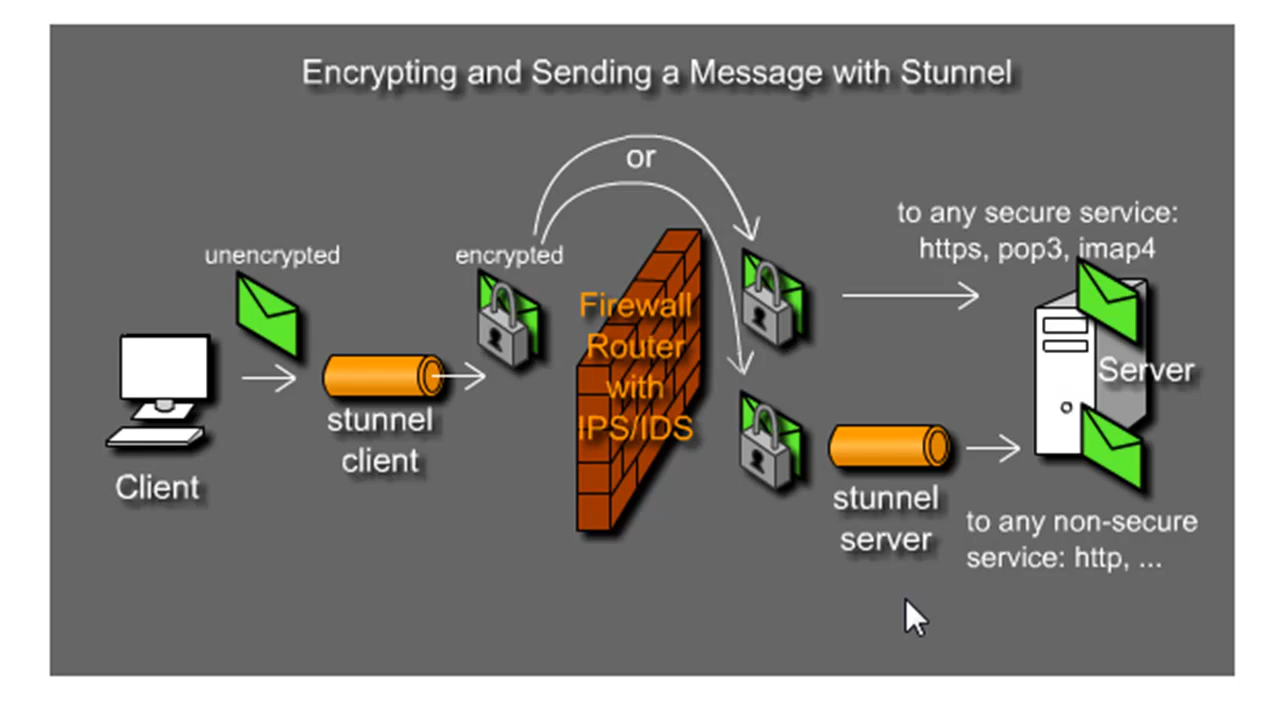 Encrypting and Sending a Message with Stunnel
or
to any secure service:
https, pop3, imap4
unencrypted
encrypted
Firewall
Router
with
IPS/IDS
Server
stunnel
client
Client
stunnel
server
to any non-secure
service: http, ...